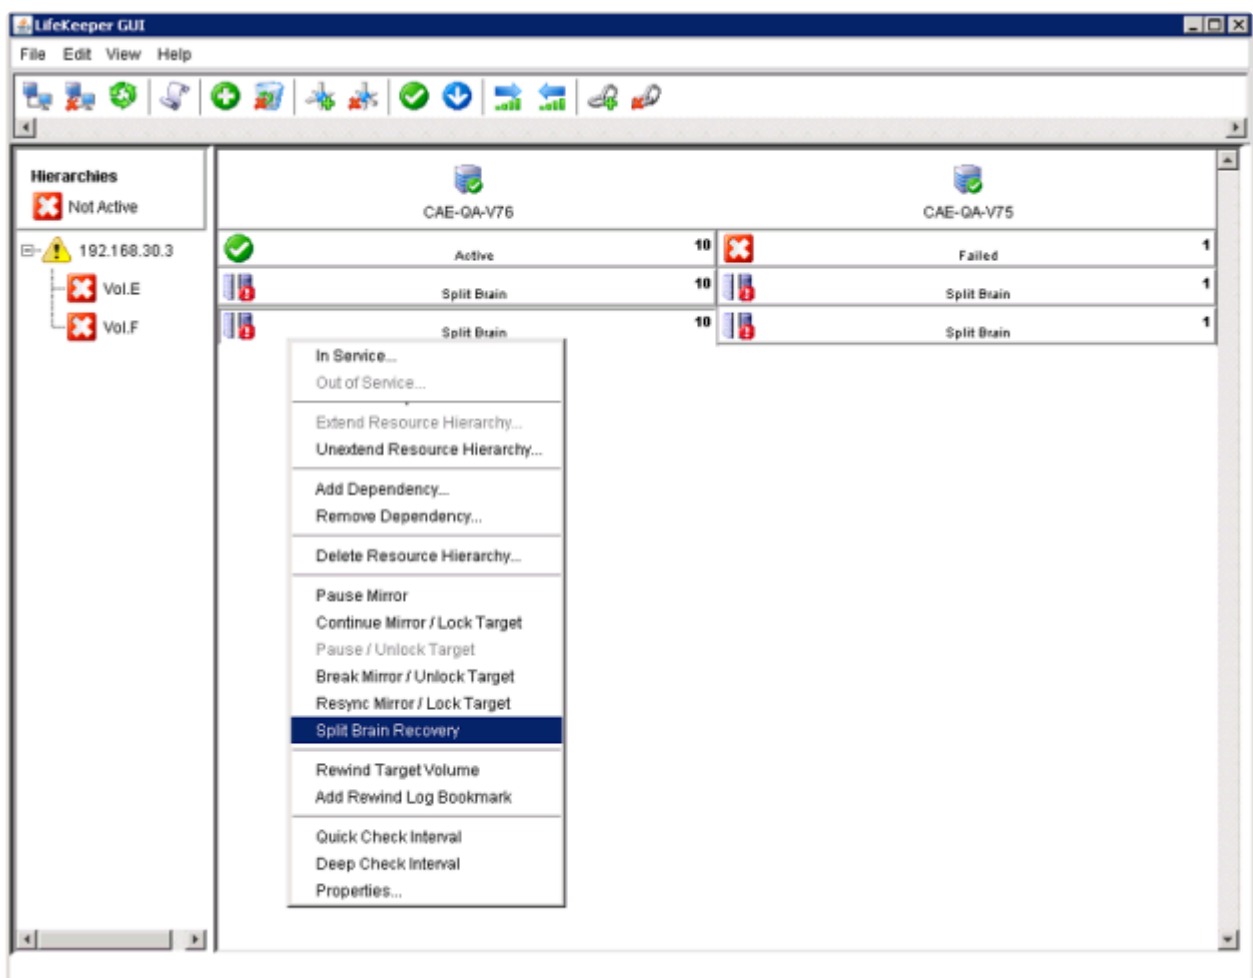 LifeKeeper GUI
File Edit View Help
Hierarchies
Not Active
CAE-QA-V76
CAE-QA-V75
192.168.30.3
Active 10
Failed 1
Vol.E
Split Brain 10
Split Brain 1
Vol.F
Split Brain 10
Split Brain 1
In Service...
Out of Service...
Extend Resource Hierarchy...
Unextend Resource Hierarchy...
Add Dependency...
Remove Dependency...
Delete Resource Hierarchy...
Pause Mirror
Continue Mirror / Lock Target
Pause / Unlock Target
Break Mirror / Unlock Target
Resync Mirror / Lock Target
Split Brain Recovery
Rewind Target Volume
Add Rewind Log Bookmark
Quick Check Interval
Deep Check Interval
Properties...